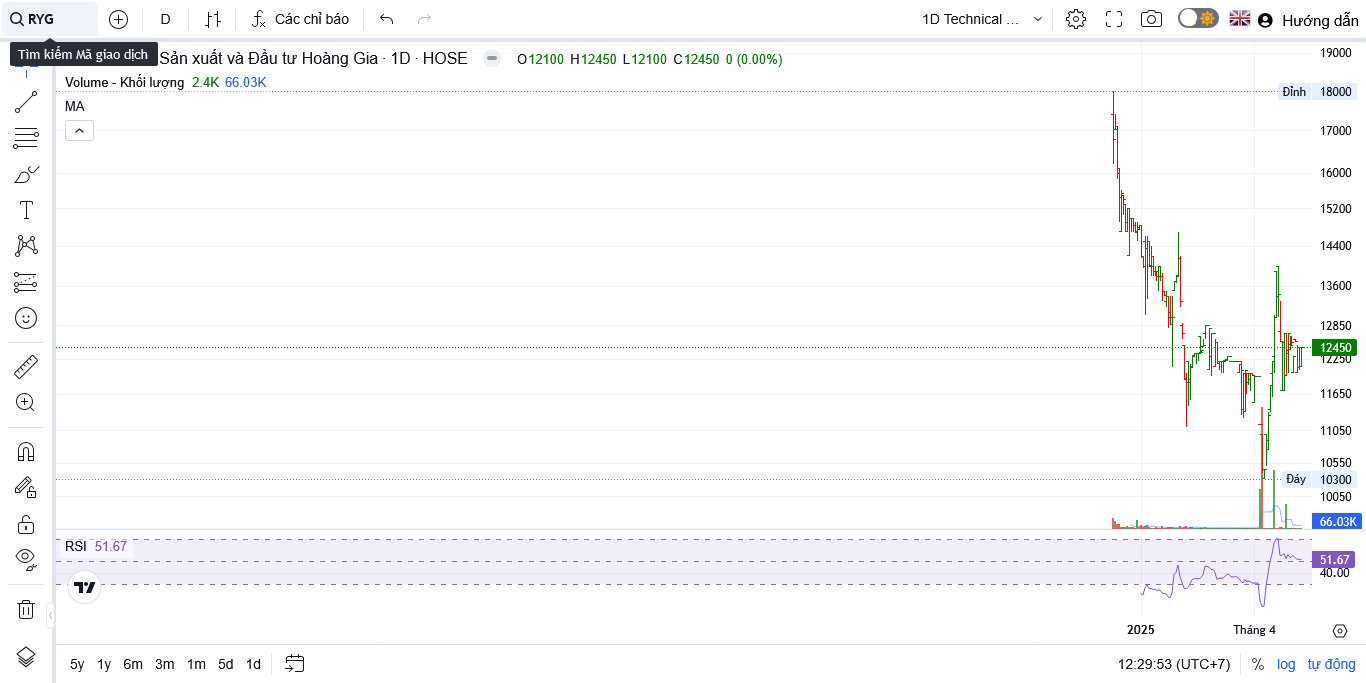 RYG
D
Các chỉ báo
1D Technical ...
Hướng dẫn
Tìm kiếm Mã giao dịch
Sản xuất và Đầu tư Hoàng Gia · 1D · HOSE
O12100 H12450 L12100 C12450 0 (0.00%)
Volume - Khối lượng 2.4K 66.03K
MA
19000
Đỉnh 18000
17000
16000
15200
14400
13600
12850
12450
12250
11650
11050
10550
Đáy 10300
10050
66.03K
RSI 51.67
51.67
40.00
2025
Tháng 4
5y 1y 6m 3m 1m 5d 1d
12:29:53 (UTC+7)
% log tự động